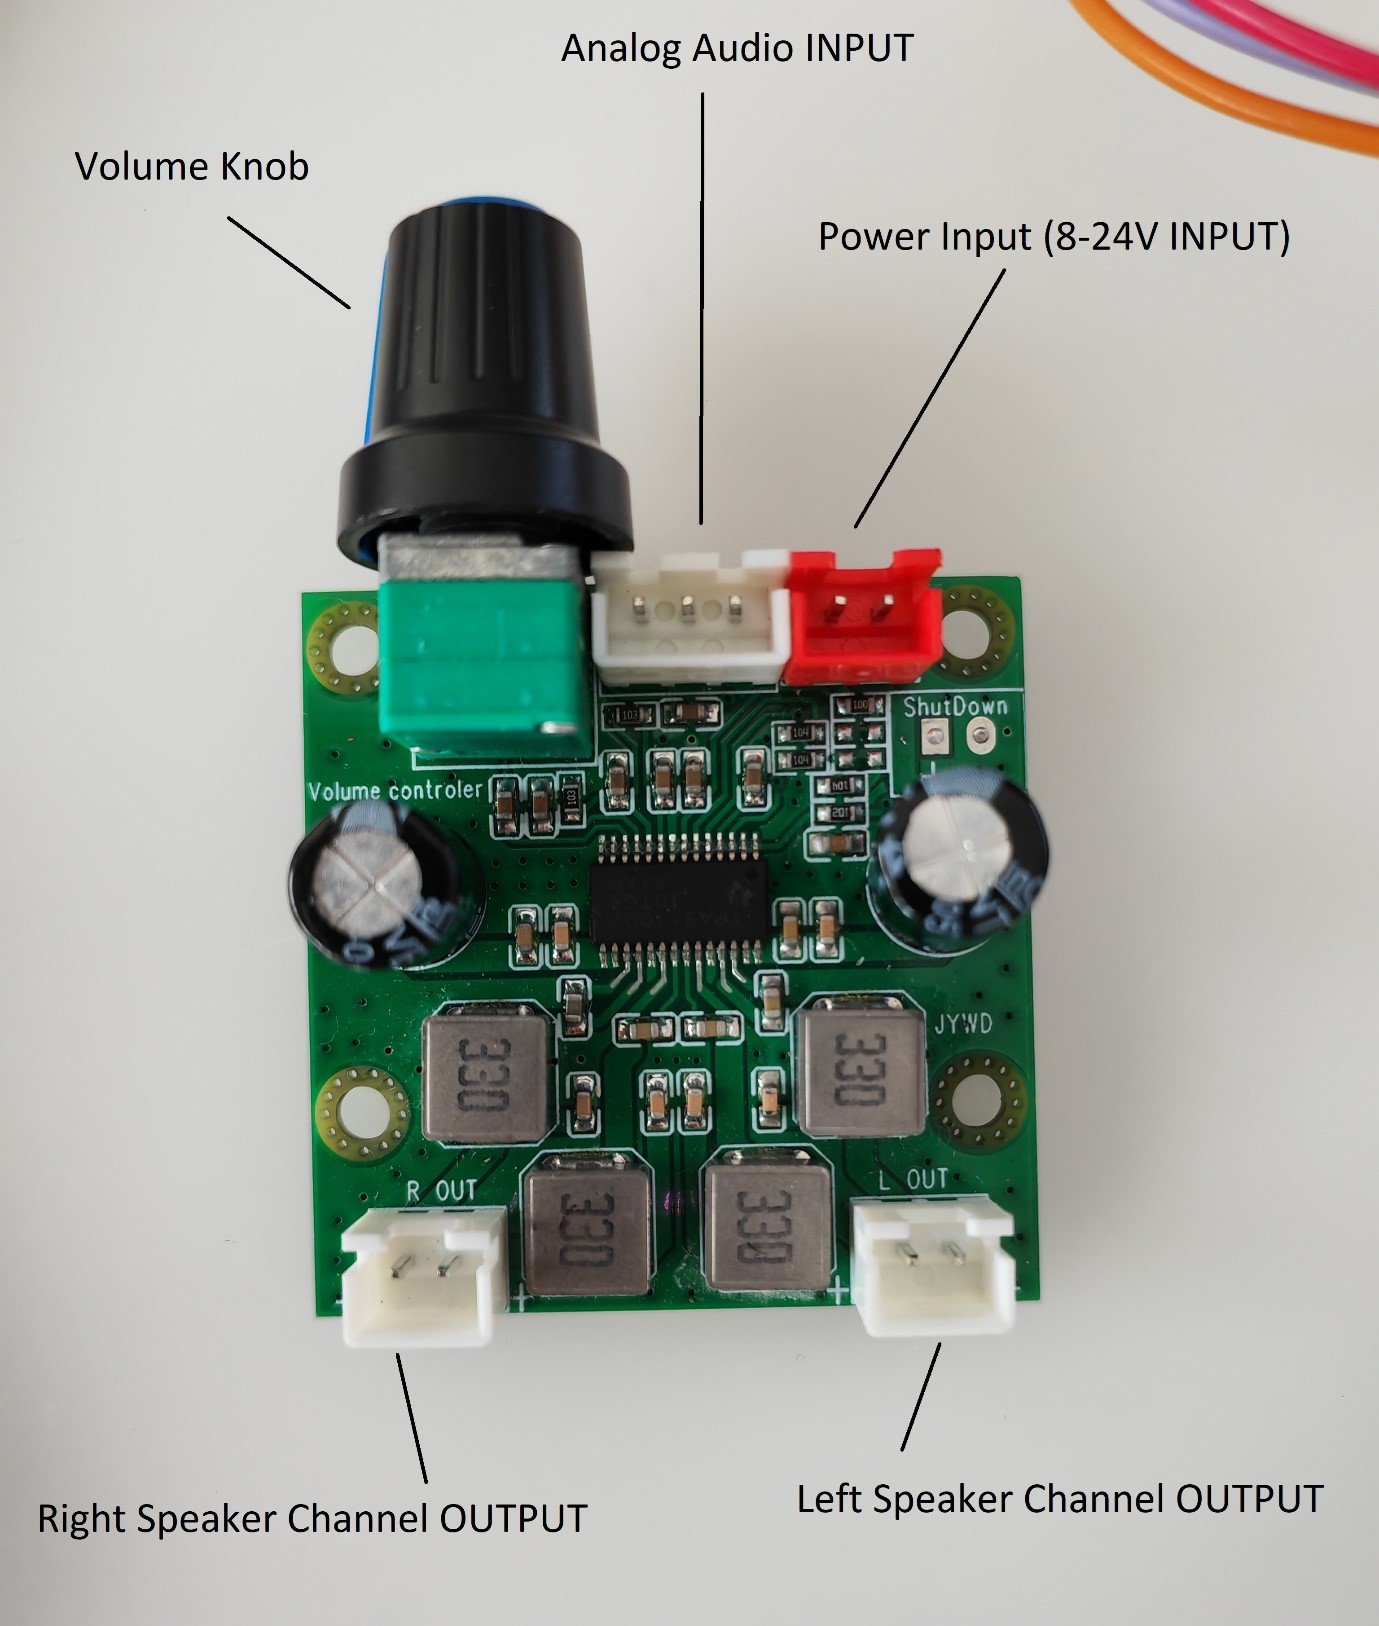 Analog Audio INPUT
Volume Knob
Power Input (8-24V INPUT)
103
100
ShutDown
104
104
Volume controler
103
104
201
JYWD
330
330
R OUT
L OUT
330
330
+
+
Right Speaker Channel OUTPUT
Left Speaker Channel OUTPUT